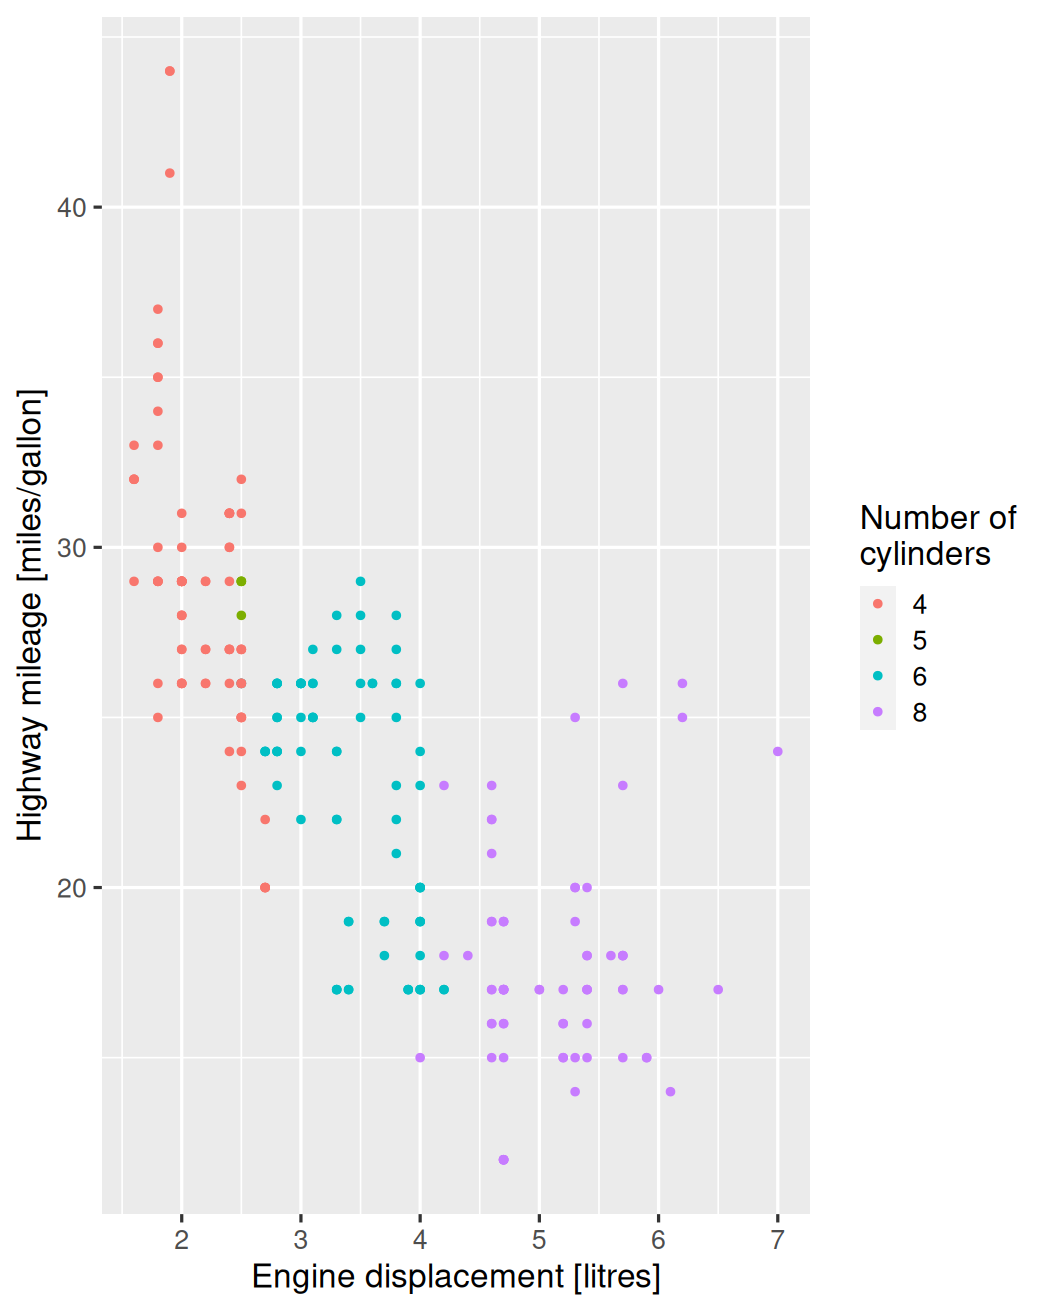 40
30
20
Highway mileage [miles/gallon]
2 3 4 5 6 7
Engine displacement [litres]
Number of
cylinders
4
5
6
8